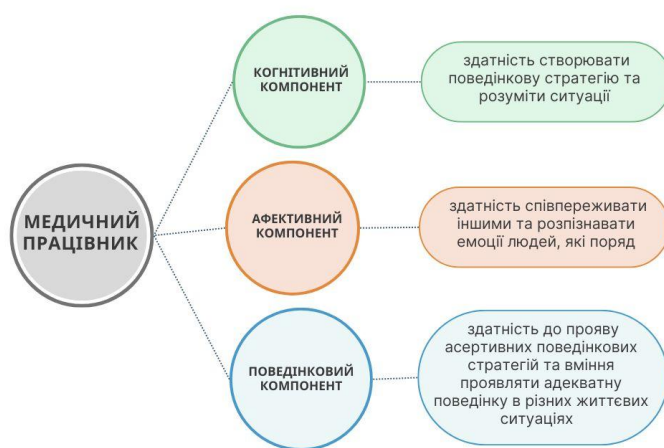 МЕДИЧНИЙ
ПРАЦІВНИК
КОГНІТИВНИЙ
КОМПОНЕНТ
здатність створювати
поведінкову стратегію та
розуміти ситуації
АФЕКТИВНИЙ
КОМПОНЕНТ
здатність співпереживати
іншими та розпізнавати
емоції людей, які поряд
ПОВЕДІНКОВИЙ
КОМПОНЕНТ
здатність до прояву
асертивних поведінкових
стратегій та вміння
проявляти адекватну
поведінку в різних життєвих
ситуаціях